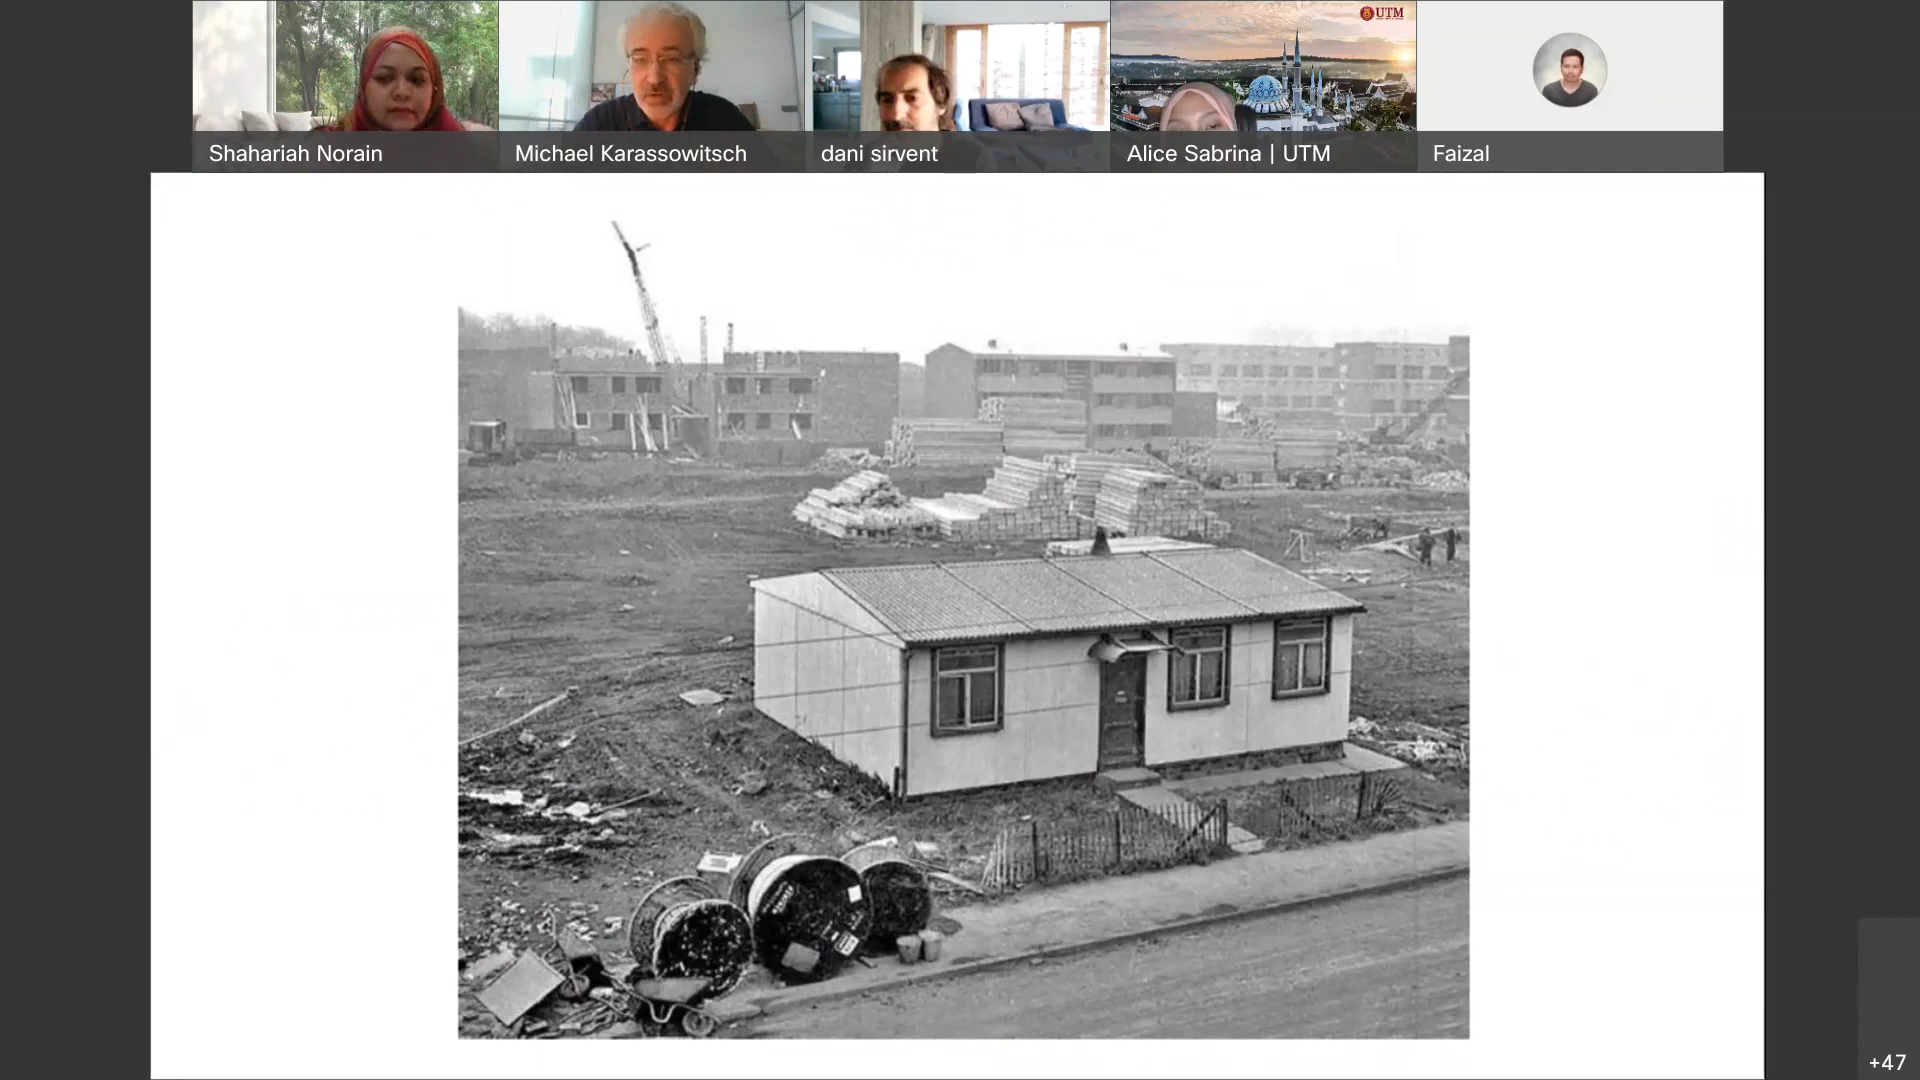 UTM
Shahariah Norain
Michael Karassowitsch
dani sirvent
Alice Sabrina | UTM
Faizal
+47